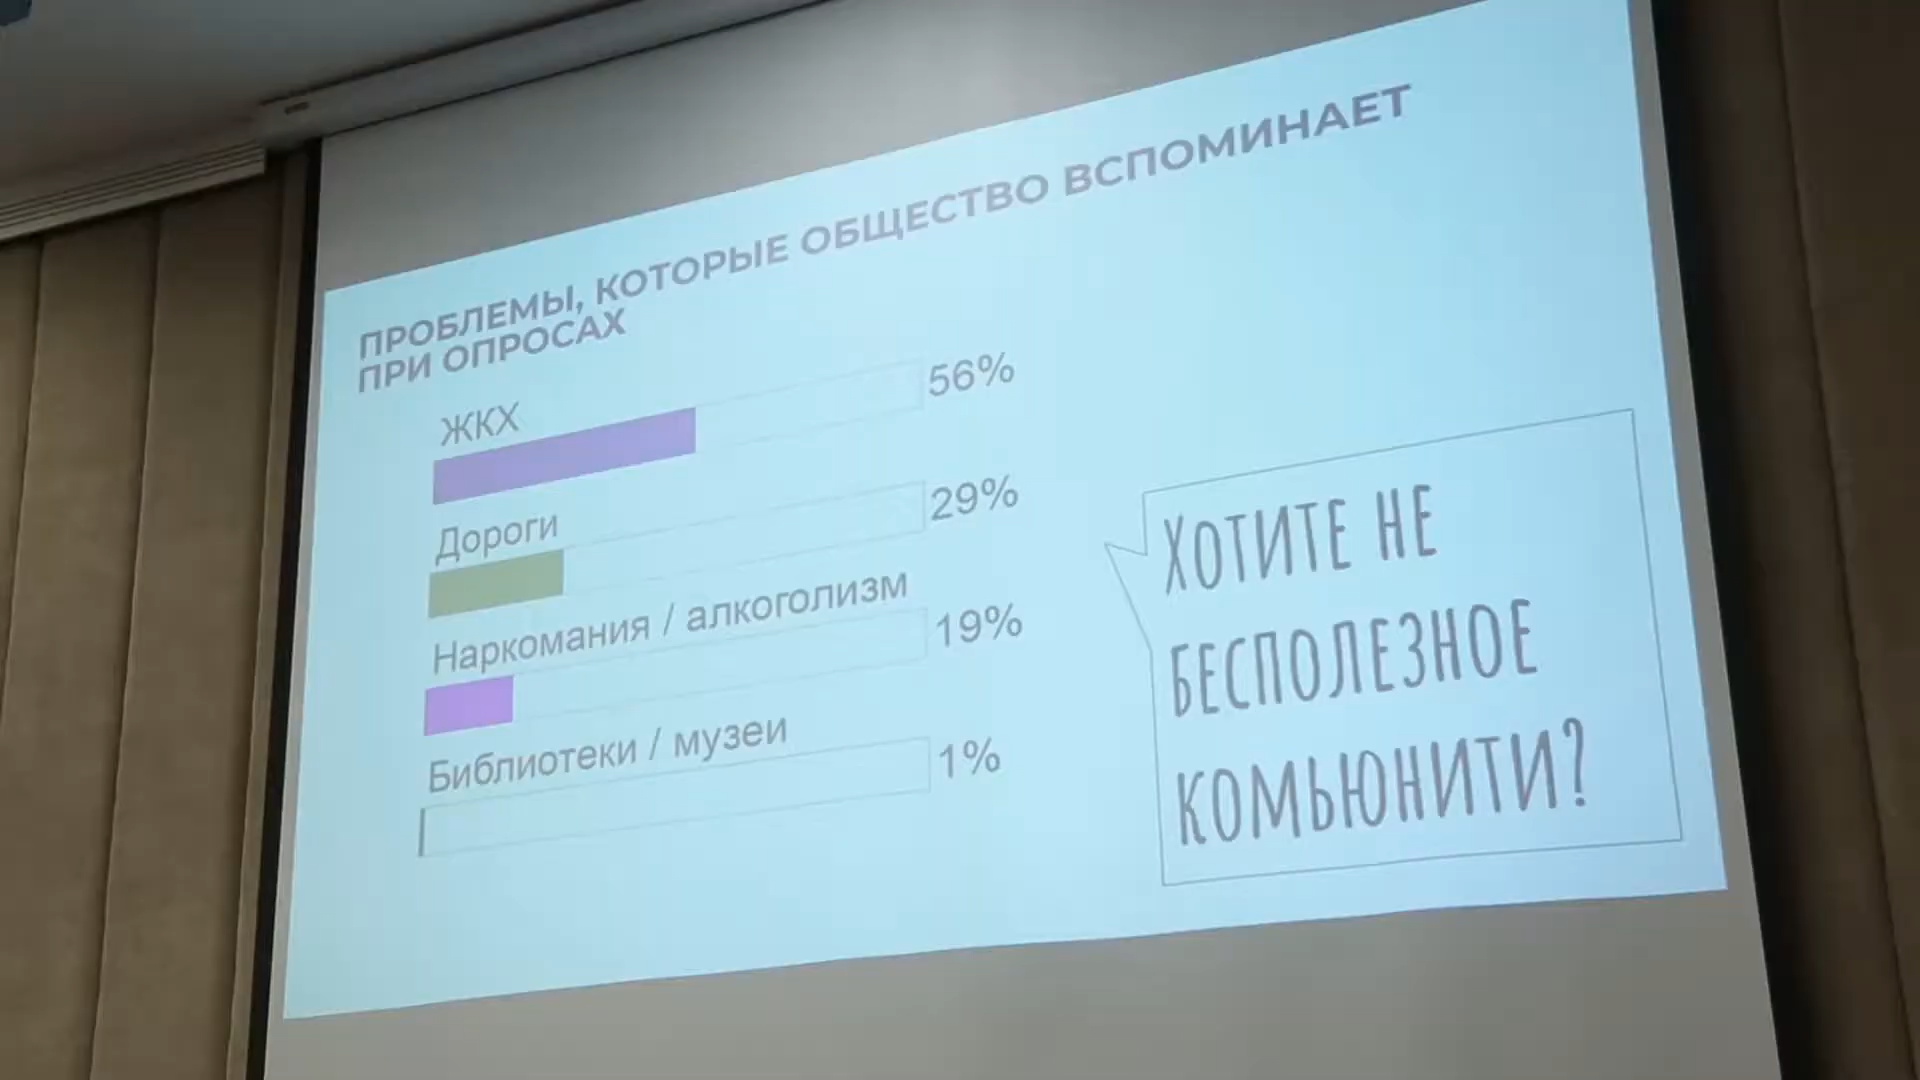 ПРОБЛЕМЫ, КОТОРЫЕ ОБЩЕСТВО ВСПОМИНАЕТ
ПРИ ОПРОСАХ
ЖКХ
56%
Дороги
29%
Наркомания / алкоголизм
19%
Библиотеки / музеи
1%
ХОТИТЕ НЕ
БЕСПОЛЕЗНОЕ
КОМЬЮНИТИ?